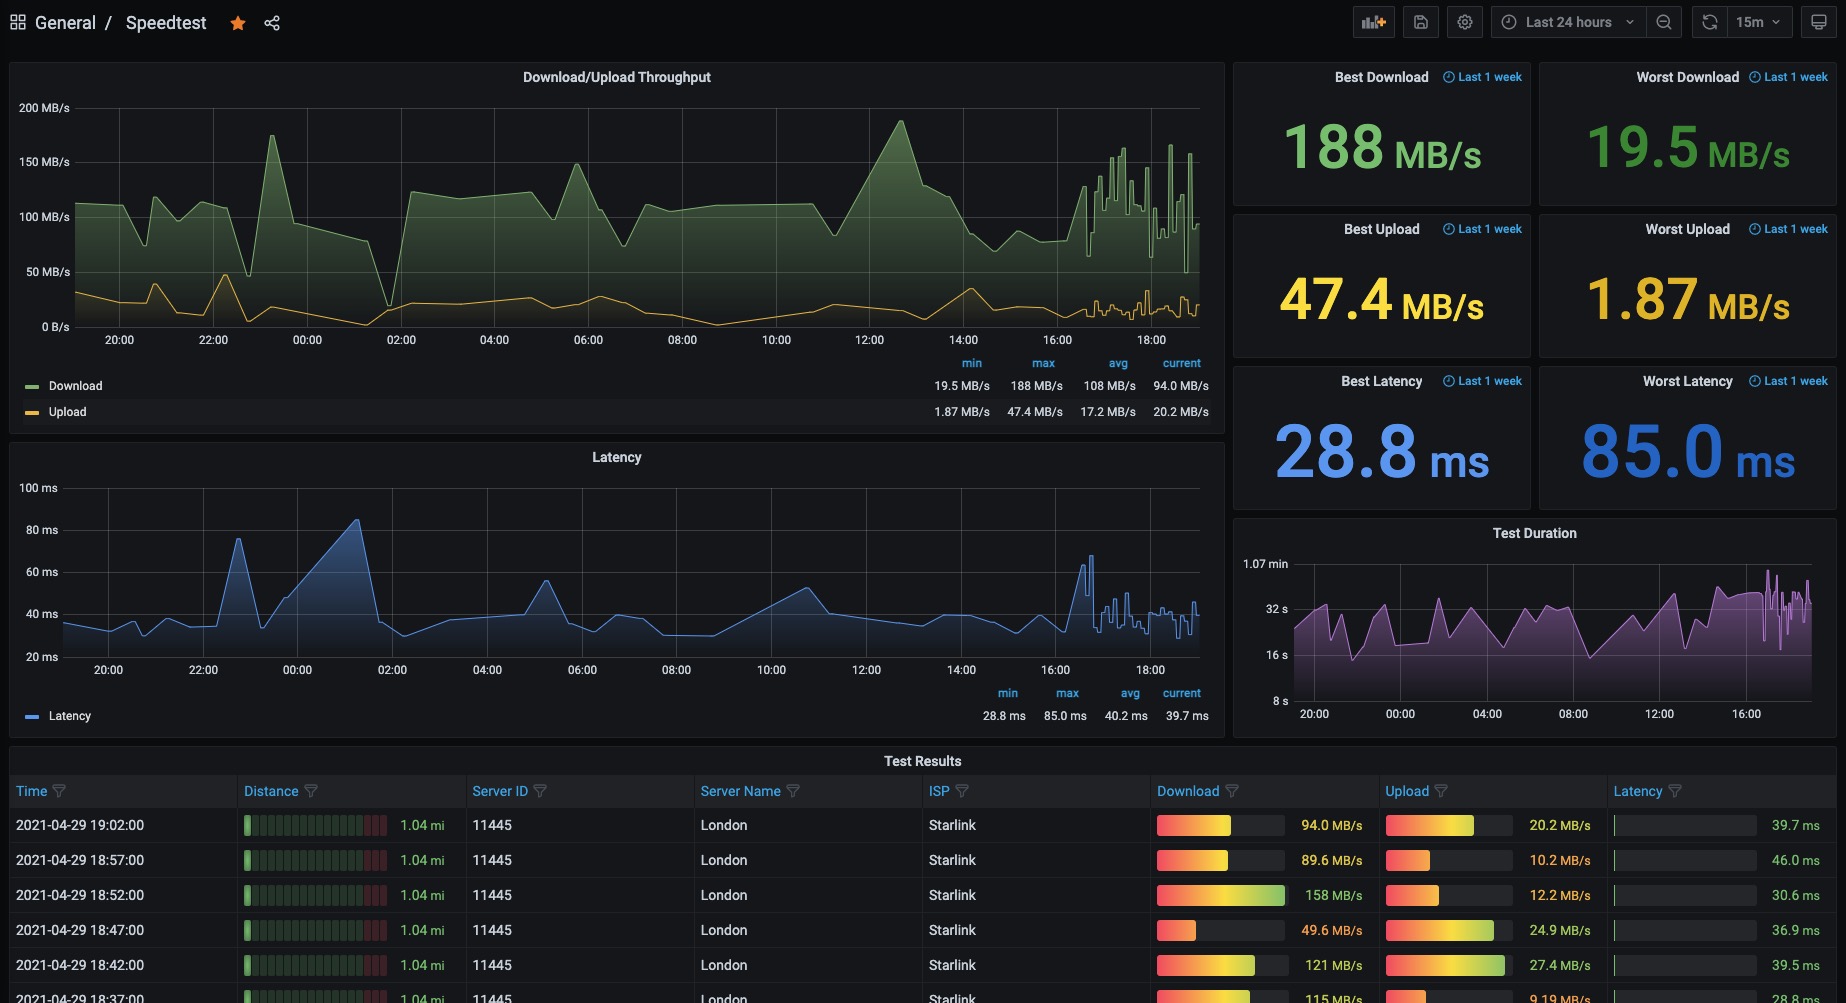 General / Speedtest
Last 24 hours
15m
Download/Upload Throughput
200 MB/s
150 MB/s
100 MB/s
50 MB/s
0 B/s
20:00 22:00 00:00 02:00 04:00 06:00 08:00 10:00 12:00 14:00 16:00 18:00
min max avg current
Download 19.5 MB/s 188 MB/s 108 MB/s 94.0 MB/s
Upload 1.87 MB/s 47.4 MB/s 17.2 MB/s 20.2 MB/s
Best Download Last 1 week
188 MB/s
Worst Download Last 1 week
19.5 MB/s
Best Upload Last 1 week
47.4 MB/s
Worst Upload Last 1 week
1.87 MB/s
Best Latency Last 1 week
28.8 ms
Worst Latency Last 1 week
85.0 ms
Latency
100 ms
80 ms
60 ms
40 ms
20 ms
20:00 22:00 00:00 02:00 04:00 06:00 08:00 10:00 12:00 14:00 16:00 18:00
min max avg current
Latency 28.8 ms 85.0 ms 40.2 ms 39.7 ms
Test Duration
1.07 min
32 s
16 s
8 s
20:00 00:00 04:00 08:00 12:00 16:00
Test Results
Time Distance Server ID Server Name ISP Download Upload Latency
2021-04-29 19:02:00 1.04 mi 11445 London Starlink 94.0 MB/s 20.2 MB/s 39.7 ms
2021-04-29 18:57:00 1.04 mi 11445 London Starlink 89.6 MB/s 10.2 MB/s 46.0 ms
2021-04-29 18:52:00 1.04 mi 11445 London Starlink 158 MB/s 12.2 MB/s 30.6 ms
2021-04-29 18:47:00 1.04 mi 11445 London Starlink 49.6 MB/s 24.9 MB/s 36.9 ms
2021-04-29 18:42:00 1.04 mi 11445 London Starlink 121 MB/s 27.4 MB/s 39.5 ms
2021-04-29 18:37:00 1.04 mi 11445 London Starlink 115 MB/s 9.19 MB/s 28.8 ms